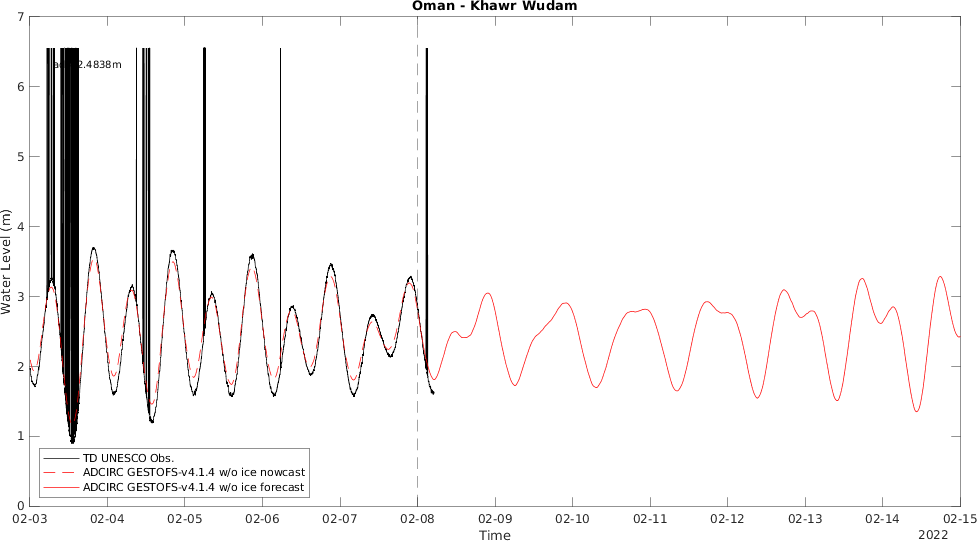 Oman - Khawr Wudam
7
2.4838m
6
5
4
3
2
1
0
Water Level (m)
TD UNESCO Obs.
ADCIRC GESTOFS-v4.1.4 w/o ice nowcast
ADCIRC GESTOFS-v4.1.4 w/o ice forecast
02-03 02-04 02-05 02-06 02-07 02-08 02-09 02-10 02-11 02-12 02-13 02-14 02-15
Time
2022